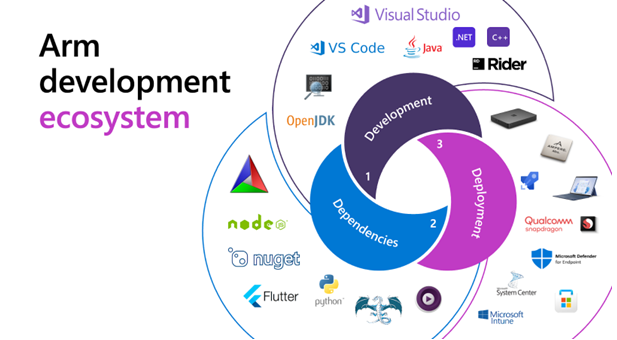 Arm
development
ecosystem
Visual Studio
VS Code
Java
.NET
C++
Rider
OpenJDK
Development
1
3
Deployment
Dependencies
2
node
JS
nuget
Flutter
python
Qualcomm
snapdragon
Microsoft Defender
for Endpoint
System Center
Microsoft
Intune